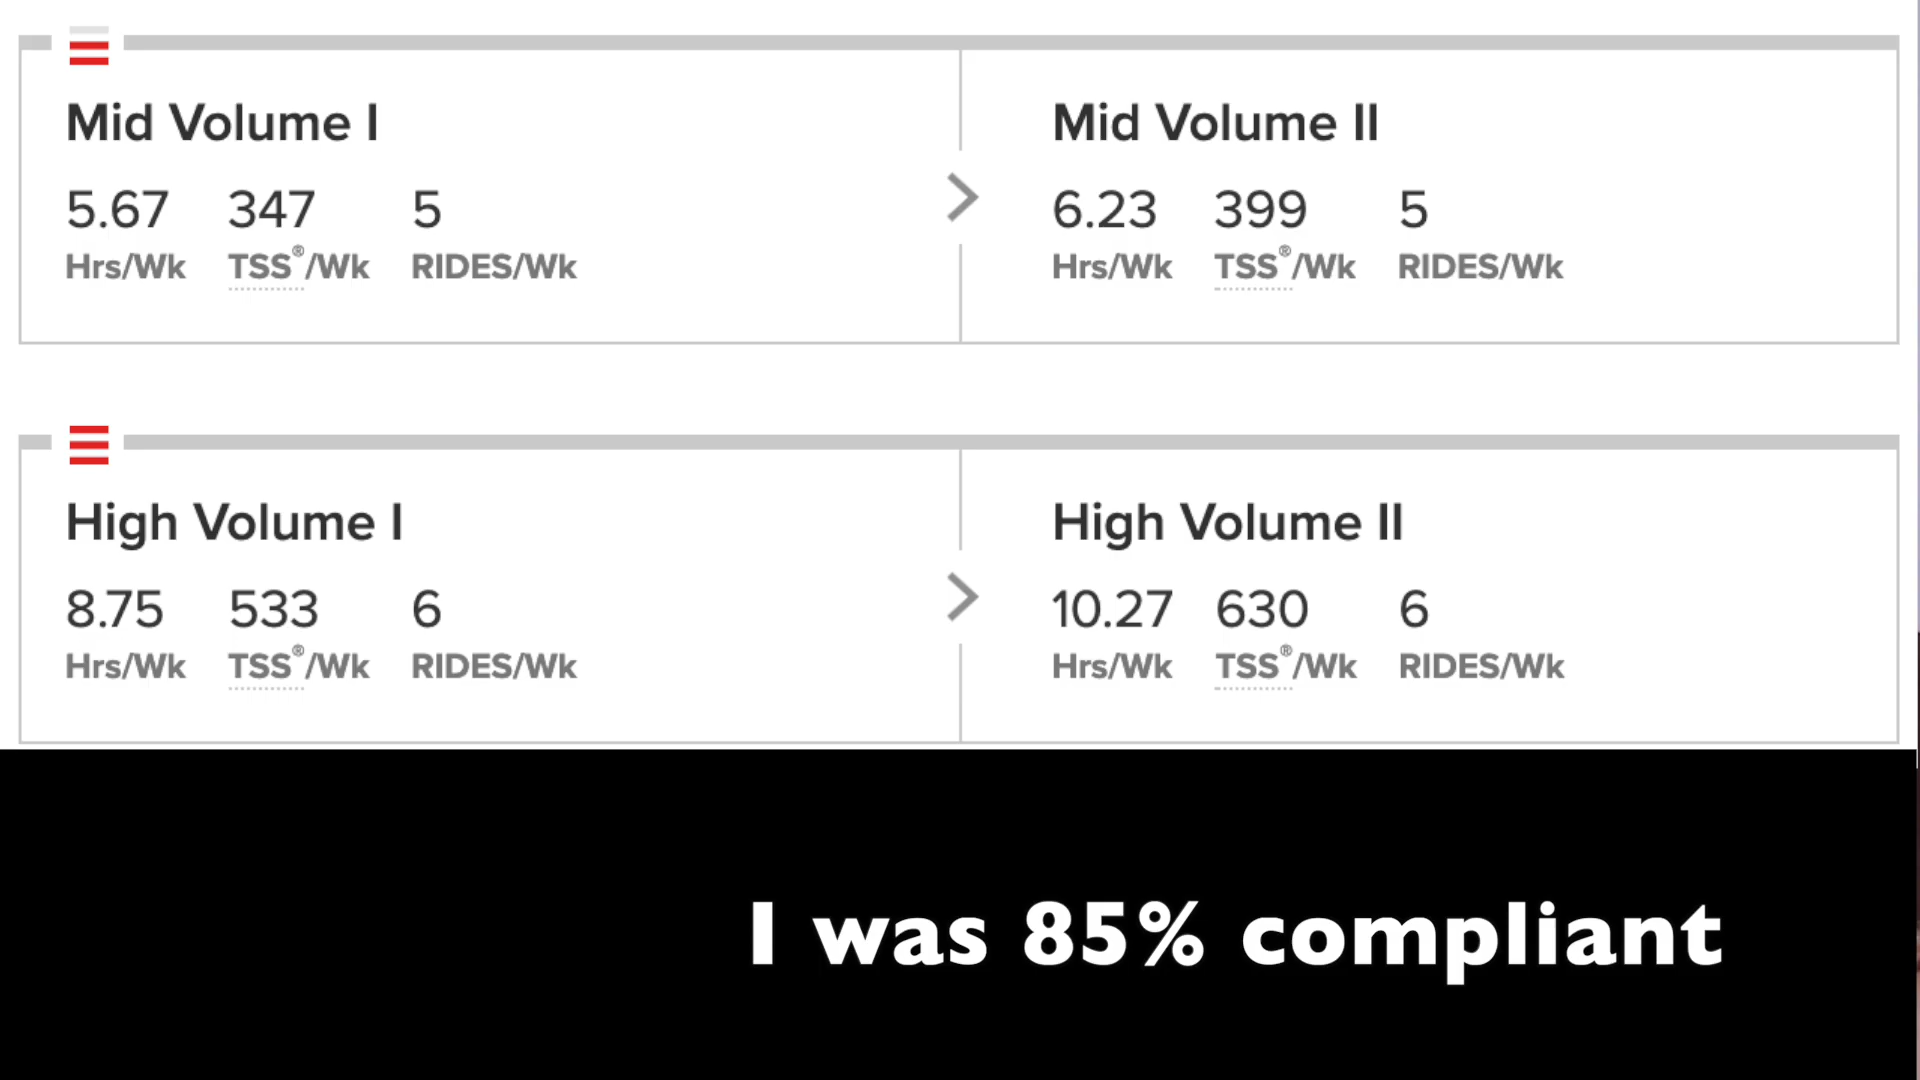 Mid Volume I
5.67 347 5
Hrs/Wk TSS®/Wk RIDES/Wk
Mid Volume II
6.23 399 5
Hrs/Wk TSS®/Wk RIDES/Wk
High Volume I
8.75 533 6
Hrs/Wk TSS®/Wk RIDES/Wk
High Volume II
10.27 630 6
Hrs/Wk TSS®/Wk RIDES/Wk
I was 85% compliant